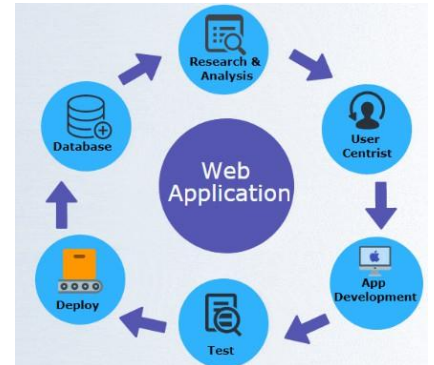 Research &
Analysis
User
Centrist
App
Development
Test
Deploy
Database
Web
Application